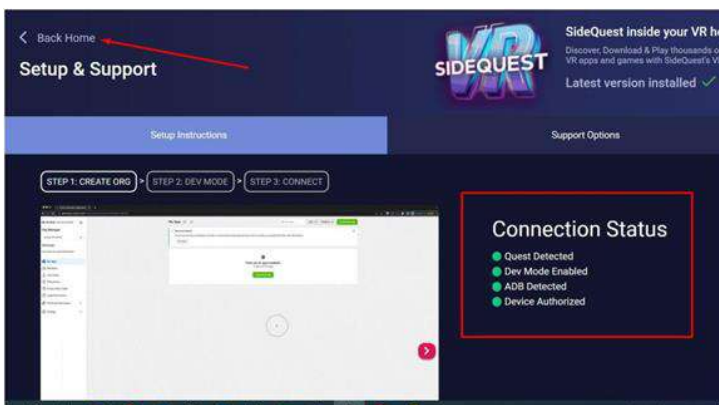 Back Home
Setup & Support
SIDEQUEST
VR
SideQuest inside your VR he
Discover, Download & Play thousands o
VR apps and games with SideQuest's V
Latest version installed
Setup Instructions
Support Options
STEP 1: CREATE ORG > STEP 2: DEV MODE > STEP 3: CONNECT
Connection Status
Quest Detected
Dev Mode Enabled
ADB Detected
Device Authorized